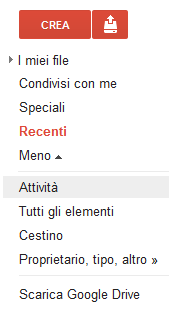 CREA
I miei file
Condivisi con me
Speciali
Recenti
Meno
Attività
Tutti gli elementi
Cestino
Proprietario, tipo, altro »
Scarica Google Drive